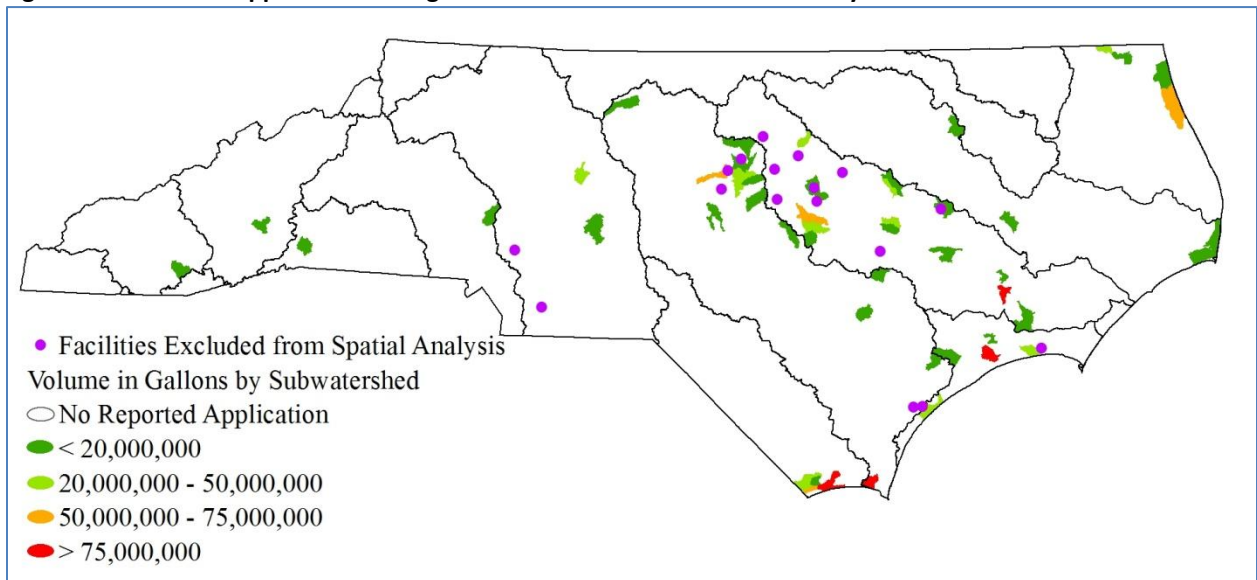 Facilities Excluded from Spatial Analysis
Volume in Gallons by Subwatershed
No Reported Application
< 20,000,000
20,000,000 - 50,000,000
50,000,000 - 75,000,000
> 75,000,000